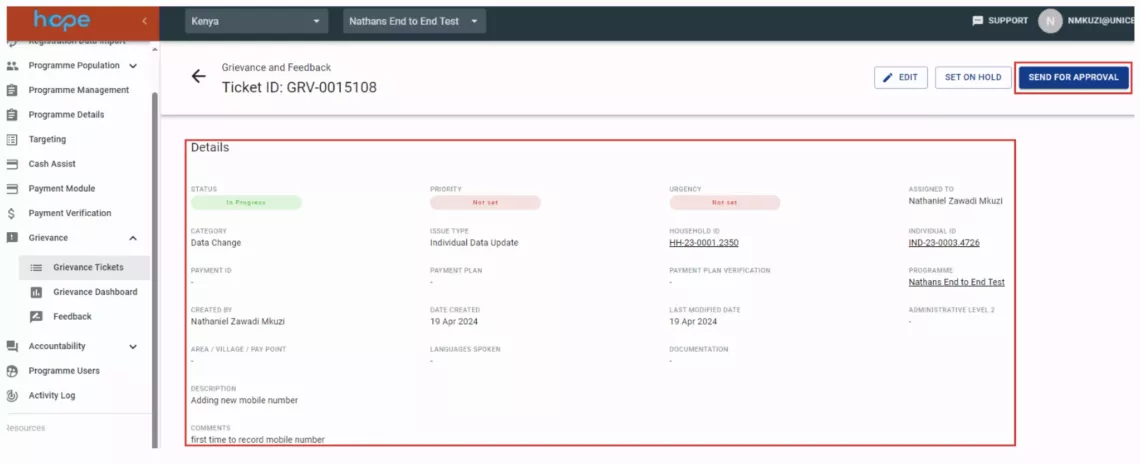 hope
Kenya
Nathans End to End Test
SUPPORT
N
NMKUZI@UNICE
Registration Data Import
Programme Population
Programme Management
Programme Details
Targeting
Cash Assist
Payment Module
Payment Verification
Grievance
Grievance Tickets
Grievance Dashboard
Feedback
Accountability
Programme Users
Activity Log
Resources
Grievance and Feedback
Ticket ID: GRV-0015108
EDIT
SET ON HOLD
SEND FOR APPROVAL
Details
STATUS PRIORITY URGENCY ASSIGNED TO
In Progress Not set Not set Nathaniel Zawadi Mkuzi
CATEGORY ISSUE TYPE HOUSEHOLD ID INDIVIDUAL ID
Data Change Individual Data Update HH-23-0001.2350 IND-23-0003.4726
PAYMENT ID PAYMENT PLAN PAYMENT PLAN VERIFICATION PROGRAMME
- - - Nathans End to End Test
CREATED BY DATE CREATED LAST MODIFIED DATE ADMINISTRATIVE LEVEL 2
Nathaniel Zawadi Mkuzi 19 Apr 2024 19 Apr 2024 -
AREA / VILLAGE / PAY POINT LANGUAGES SPOKEN DOCUMENTATION
- - -
DESCRIPTION
Adding new mobile number
COMMENTS
first time to record mobile number